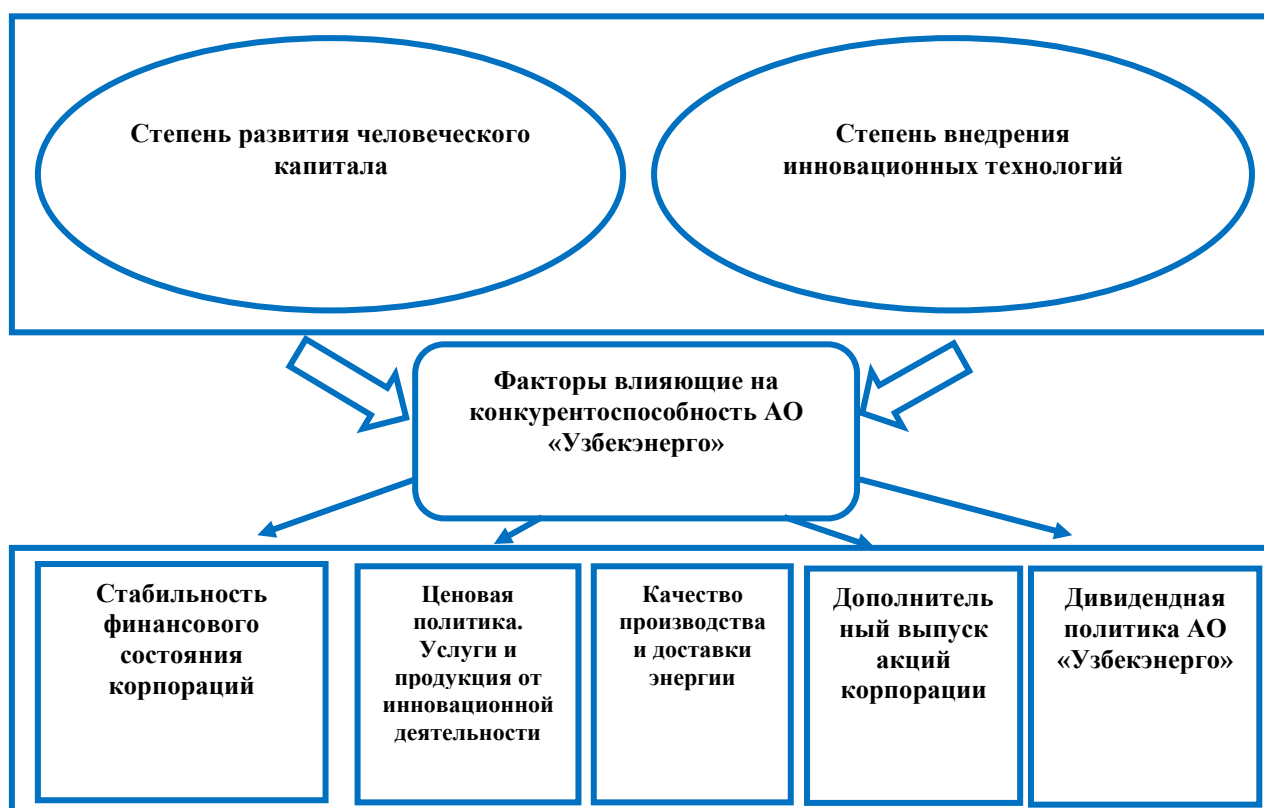 Степень развития человеческого
капитала
Степень внедрения
инновационных технологий
Факторы влияющие на
конкурентоспособность АО
«Узбекэнерго»
Стабильность
финансового
состояния
корпораций
Ценовая
политика.
Услуги и
продукция от
инновационной
деятельности
Качество
производства
и доставки
энергии
Дополнитель
ный выпуск
акций
корпорации
Дивидендная
политика АО
«Узбекэнерго»